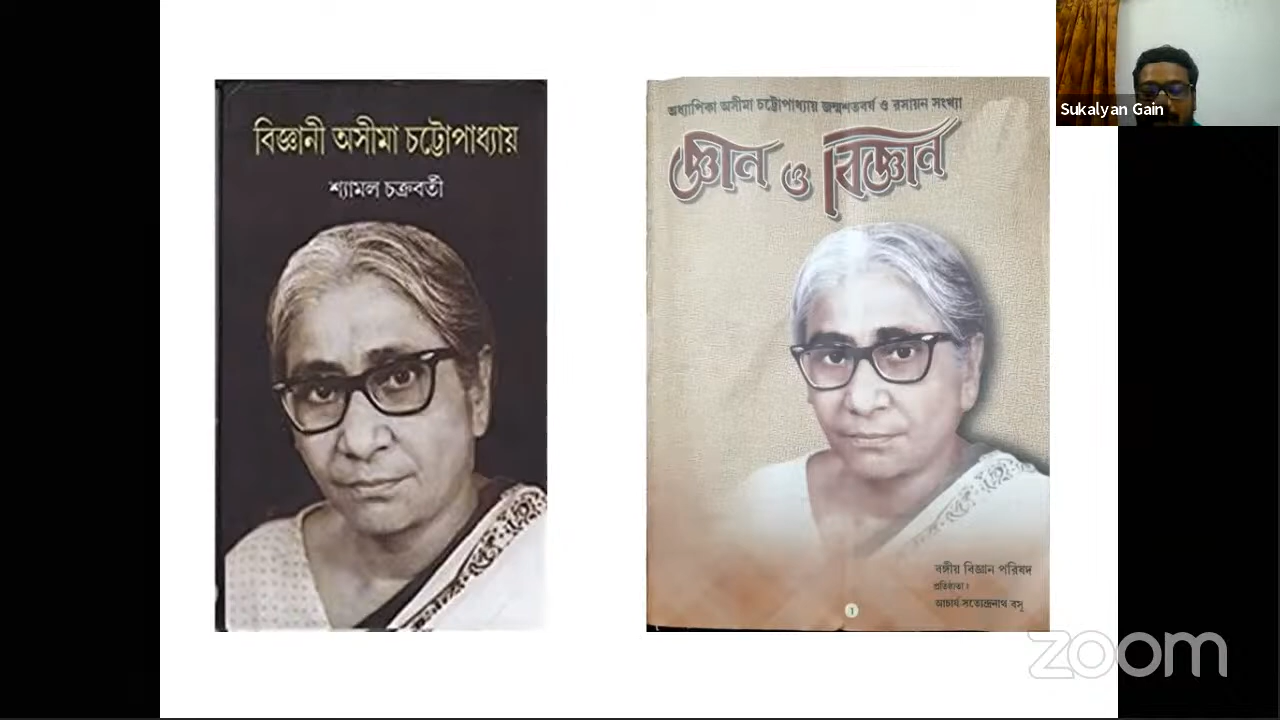 বিজ্ঞানী অসীমা চট্টোপাধ্যায়
শ্যামল চক্রবর্তী
অধ্যাপিকা অসীমা চট্টোপাধ্যায় জন্মশতবর্ষ ও রসায়ন সংখ্যা
জ্ঞান ও বিজ্ঞান
বঙ্গীয় বিজ্ঞান পরিষদ
প্রতিষ্ঠাতা :
আচার্য সত্যেন্দ্রনাথ বসু
1
Sukalyan Gain
zoom